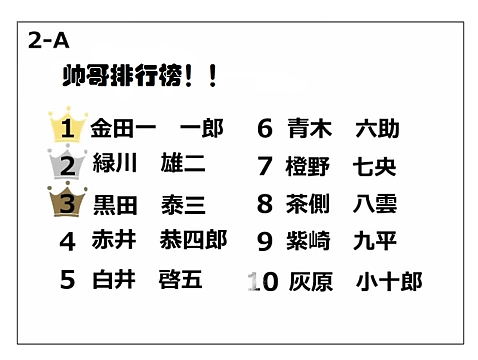 2-A
帅哥排行榜！！
1 金田一 一郎
2 緑川 雄二
3 黒田 泰三
4 赤井 恭四郎
5 白井 啓五
6 青木 六助
7 橙野 七央
8 茶側 八雲
9 紫崎 九平
10 灰原 小十郎